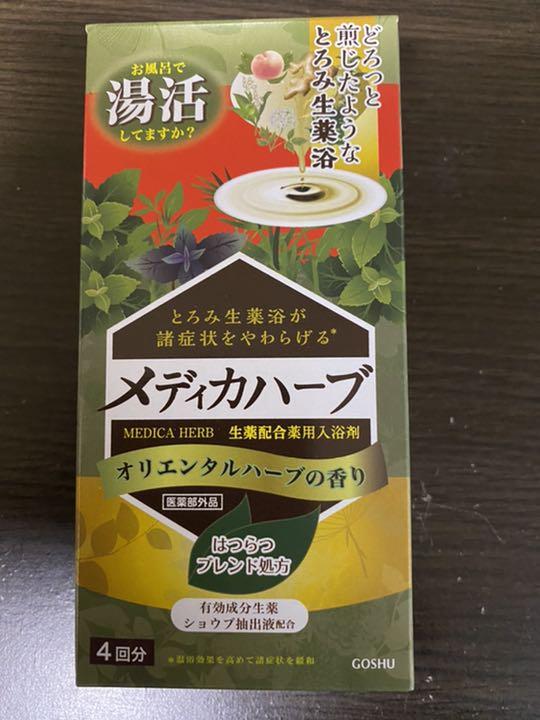 お風呂で
湯活
してますか？
どろっと
煎じたような
とろみ生薬浴
とろみ生薬浴が
諸症状をやわらげる*
メディカハーブ
MEDICA HERB 生薬配合薬用入浴剤
オリエンタルハーブの香り
医薬部外品
はつらつ
ブレンド処方
有効成分生薬
ショウブ抽出液配合
4回分
*温浴効果を高めて諸症状を緩和
GOSHU